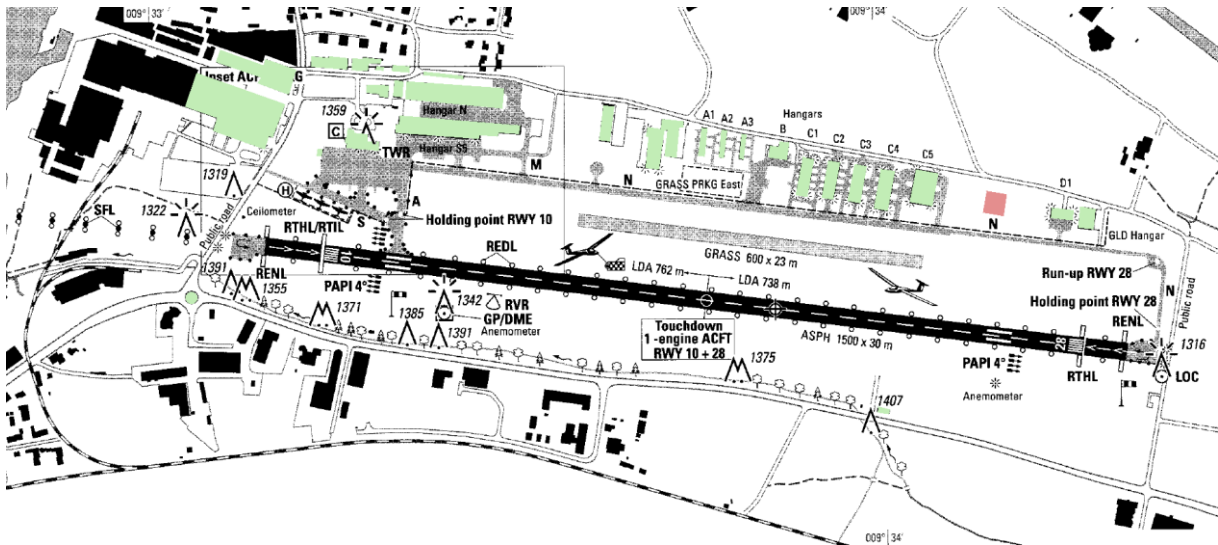 009° 33'
009° 34'
Inset
G
1359
C
Hangar N
Hangar S5
TWR
M
N
A1 A2 A3
Hangars
B
C1
C2
C3
C4
C5
GRASS PRKG East
D1
N
GLD Hangar
1319
H
Ceilometer
S
A
Holding point RWY 10
SFL
1322
Public road
RTHL/RTIL
REDL
GRASS 600 x 23 m
LDA 762 m
LDA 738 m
Run-up RWY 28
N
Public road
Holding point RWY 28
RENL
1391
RENL
1355
10
PAPI 4°
1342
RVR
GP/DME
Anemometer
1371
1385
1391
Touchdown
1 -engine ACFT
RWY 10 + 28
ASPH 1500 x 30 m
1375
PAPI 4°
28
RTHL
1316
LOC
Anemometer
1407
009° 34'